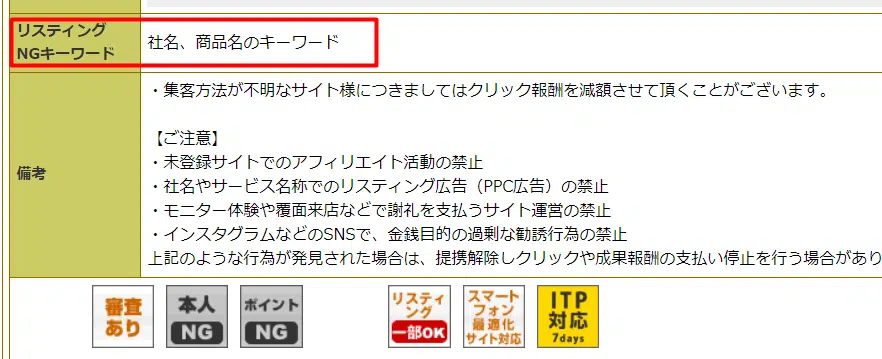 リスティング
NGキーワード
社名、商品名のキーワード
備考
・集客方法が不明なサイト様につきましてはクリック報酬を減額させて頂くことがございます。
【ご注意】
・未登録サイトでのアフィリエイト活動の禁止
・社名やサービス名称でのリスティング広告（PPC広告）の禁止
・モニター体験や覆面来店などで謝礼を支払うサイト運営の禁止
・インスタグラムなどのSNSで、金銭目的の過剰な勧誘行為の禁止
上記のような行為が発見された場合は、提携解除しクリックや成果報酬の支払い停止を行う場合があり
審査
あり
本人
NG
ポイント
NG
リスティ
ング
一部OK
スマート
フォン
最適化
サイト対応
ITP
対応
7days